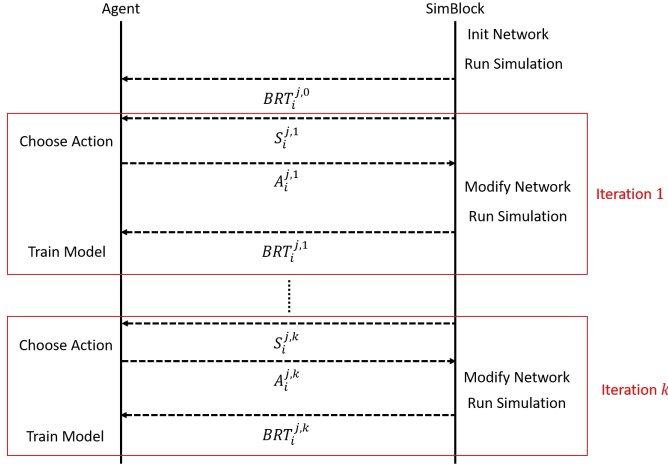 Agent
SimBlock
Init Network
Run Simulation
$BRT_i^{j,0}$
$S_i^{j,1}$
Choose Action
$A_i^{j,1}$
Modify Network
Run Simulation
Iteration 1
$BRT_i^{j,1}$
Train Model
$S_i^{j,k}$
Choose Action
$A_i^{j,k}$
Modify Network
Run Simulation
Iteration $k$
$BRT_i^{j,k}$
Train Model